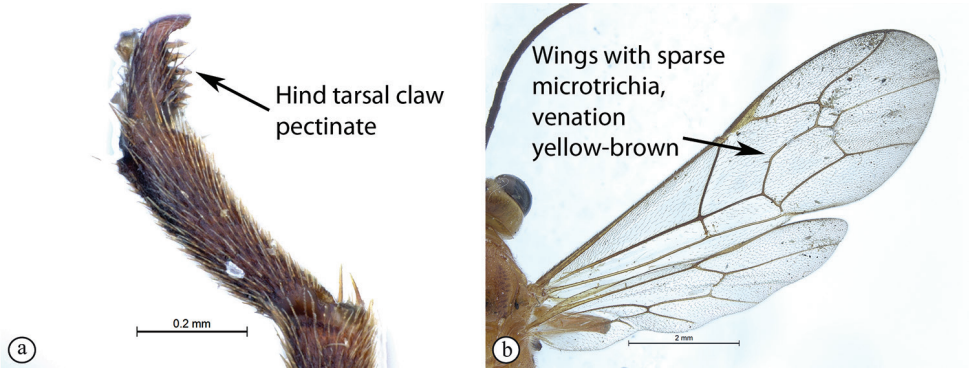 Hind tarsal claw
pectinate
0.2 mm
a
Wings with sparse
microtrichia,
venation
yellow-brown
2 mm
b